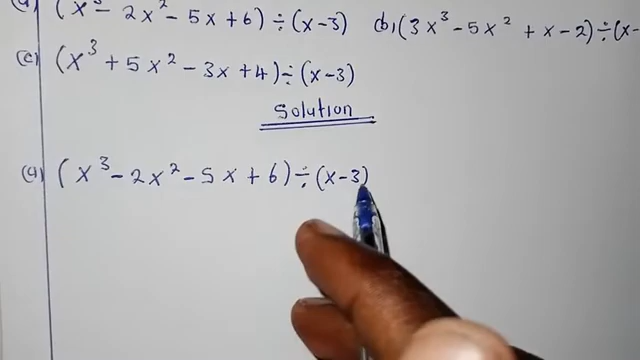 (a) (x³ - 2x² - 5x + 6) ÷ (x-3) (b) (3x³ - 5x² + x - 2) ÷ (x-
(c) (x³ + 5x² - 3x + 4) ÷ (x-3)
Solution
(a) (x³ - 2x² - 5x + 6) ÷ (x-3)